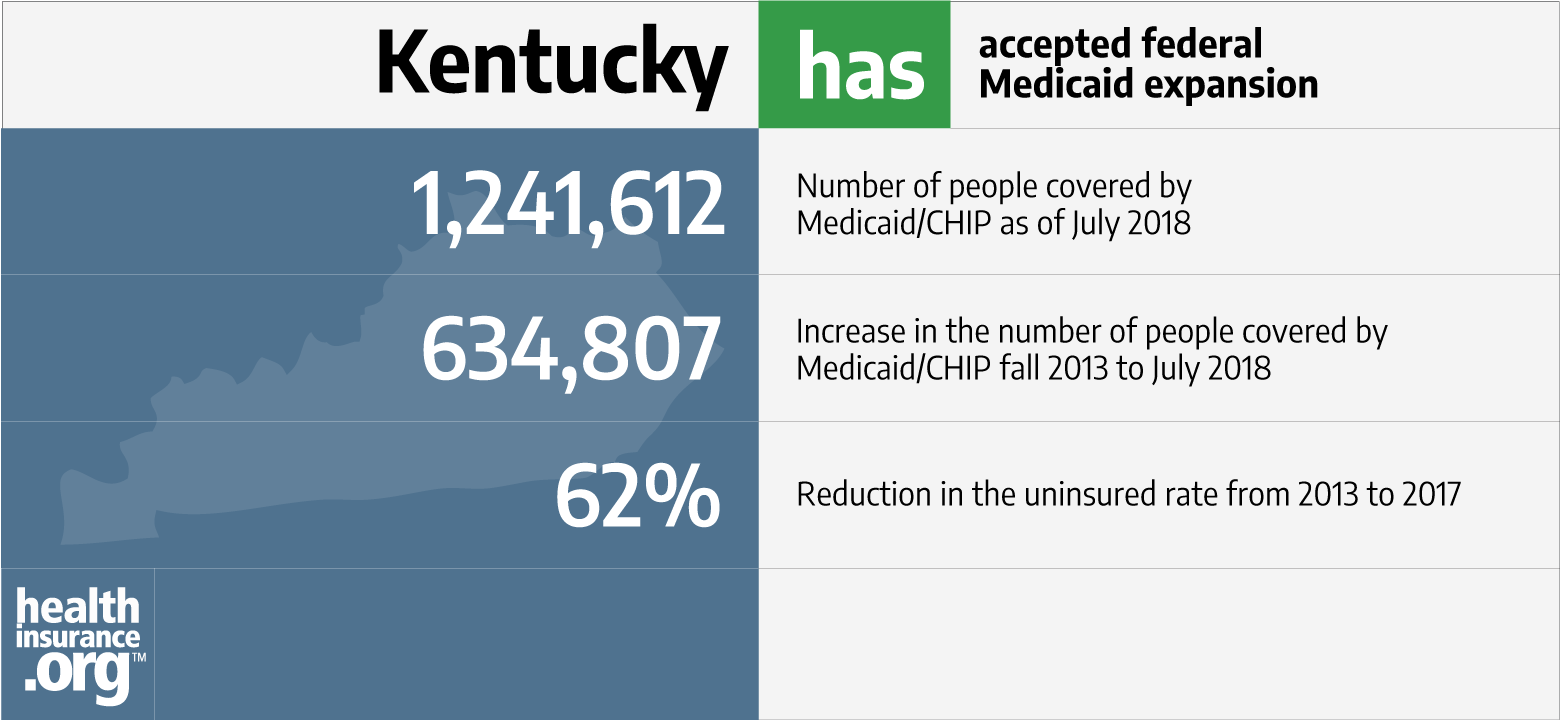 Kentucky has accepted federal
Medicaid expansion
1,241,612
Number of people covered by
Medicaid/CHIP as of July 2018
634,807
Increase in the number of people covered by
Medicaid/CHIP fall 2013 to July 2018
62%
Reduction in the uninsured rate from 2013 to 2017
health
insurance
.org™